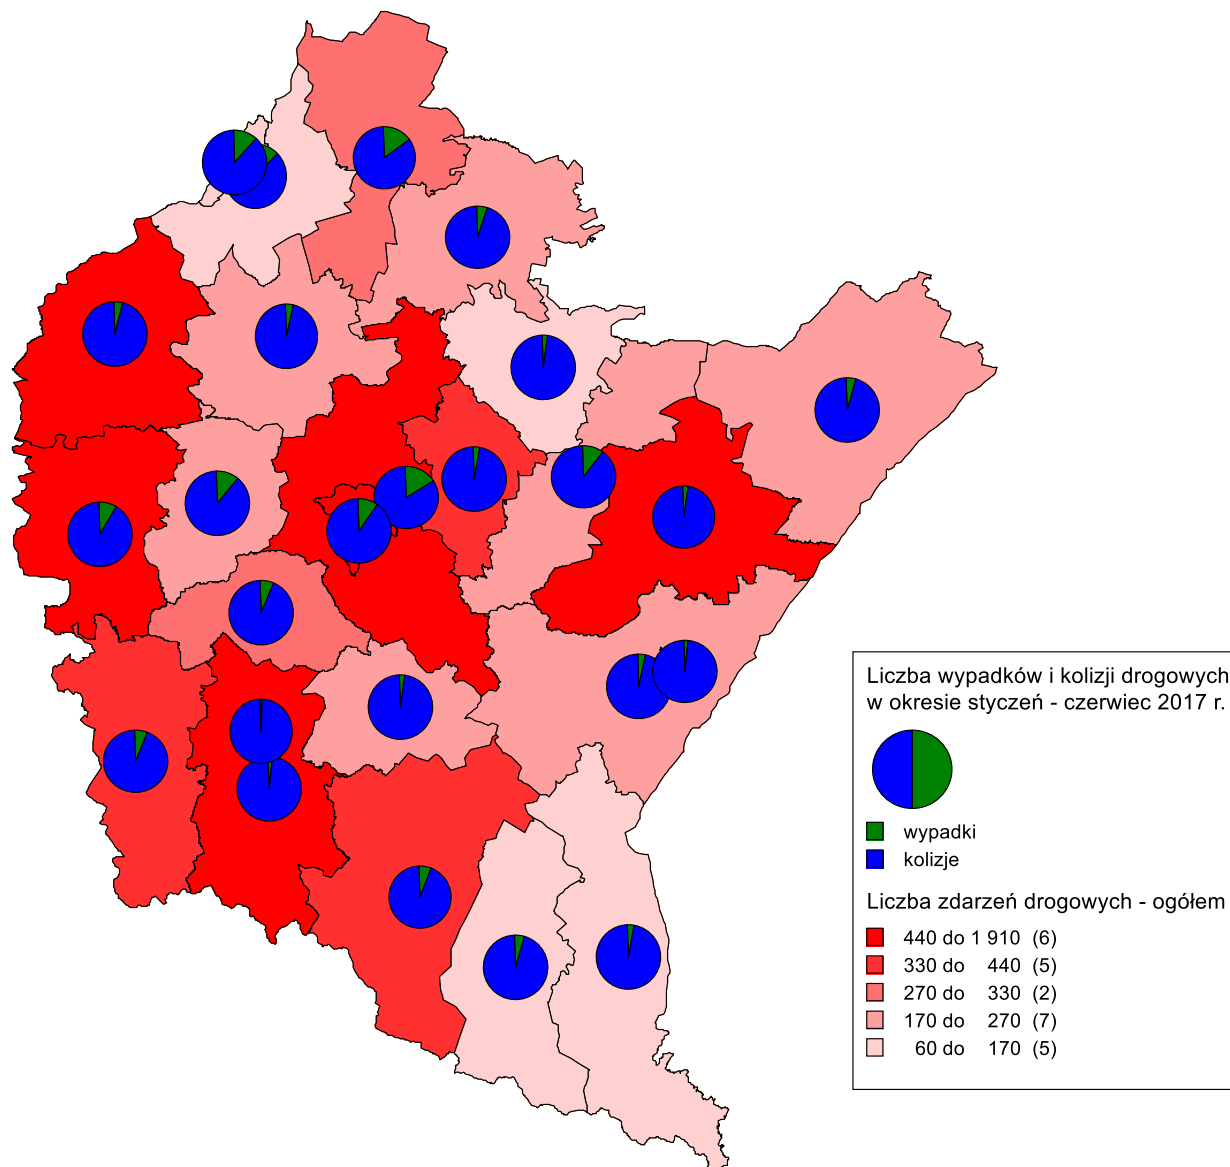 Liczba wypadków i kolizji drogowych
w okresie styczeń - czerwiec 2017 r.
wypadki
kolizje
Liczba zdarzeń drogowych - ogółem
440 do 1 910 (6)
330 do 440 (5)
270 do 330 (2)
170 do 270 (7)
60 do 170 (5)